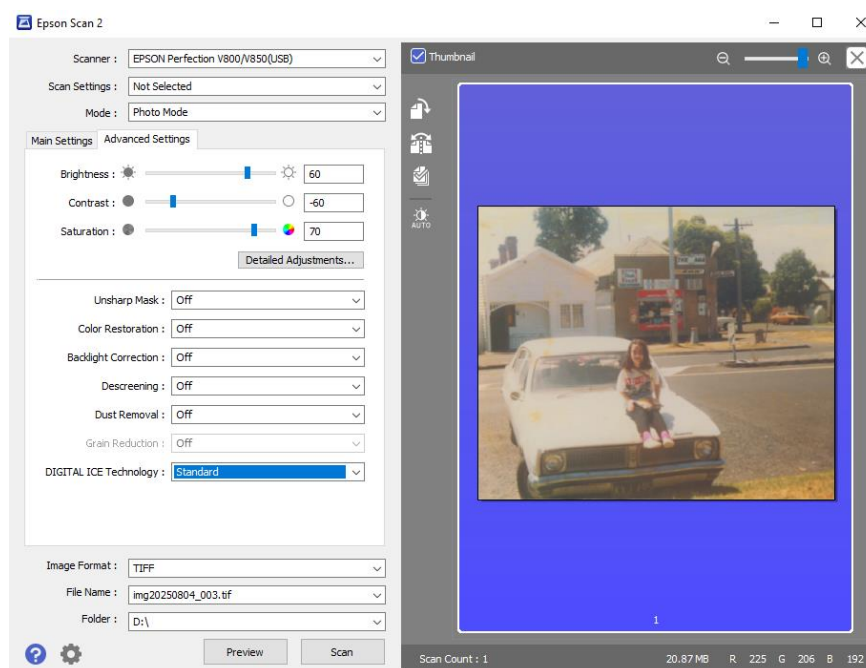 Epson Scan 2
Scanner : EPSON Perfection V800/V850(USB)
Scan Settings : Not Selected
Mode : Photo Mode
Main Settings Advanced Settings
Brightness : 60
Contrast : -60
Saturation : 70
Detailed Adjustments...
Unsharp Mask : Off
Color Restoration : Off
Backlight Correction : Off
Descreening : Off
Dust Removal : Off
Grain Reduction : Off
DIGITAL ICE Technology : Standard
Image Format : TIFF
File Name : img20250804_003.tif
Folder : D:\
? Preview Scan
Thumbnail
AUTO
1
Scan Count : 1 20.87 MB R 225 G 206 B 192